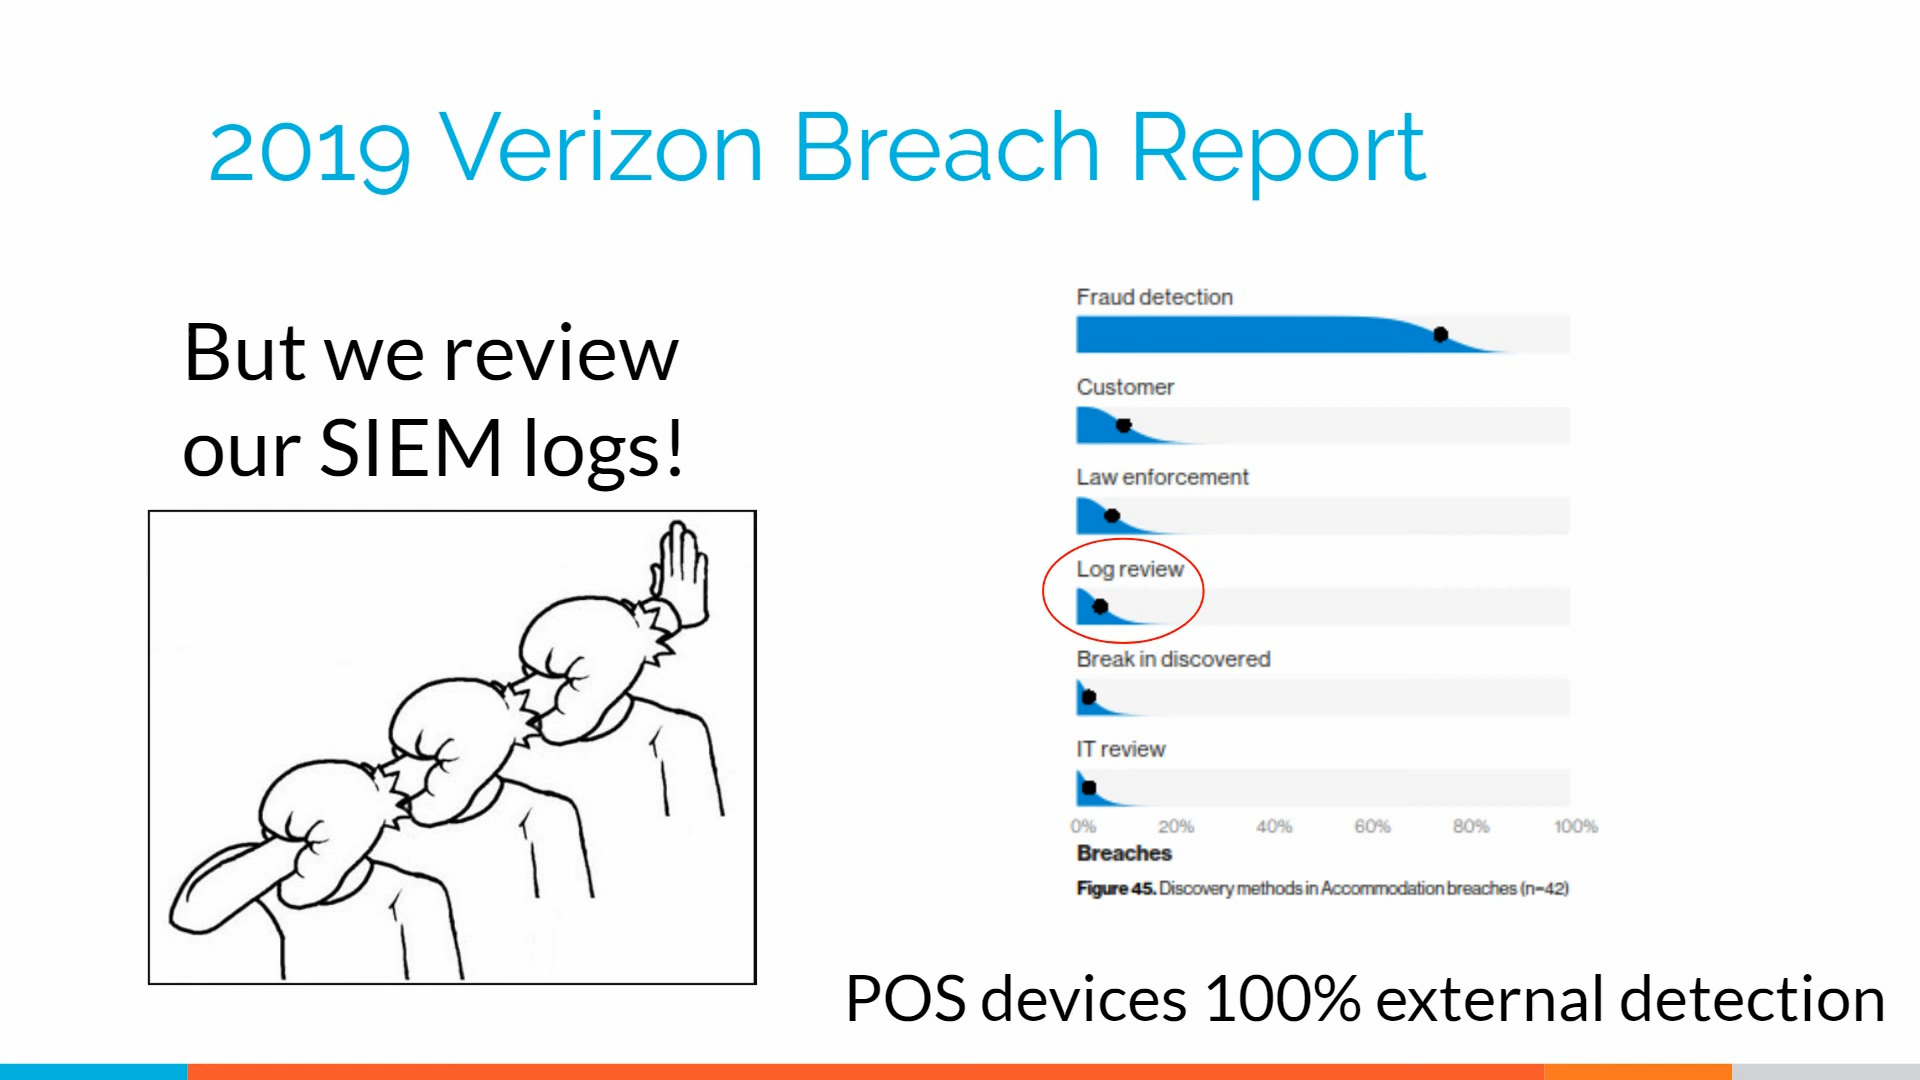 2019 Verizon Breach Report
But we review
our SIEM logs!
Fraud detection
Customer
Law enforcement
Log review
Break in discovered
IT review
0% 20% 40% 60% 80% 100%
Breaches
Figure 45. Discovery methods in Accommodation breaches (n=42)
POS devices 100% external detection